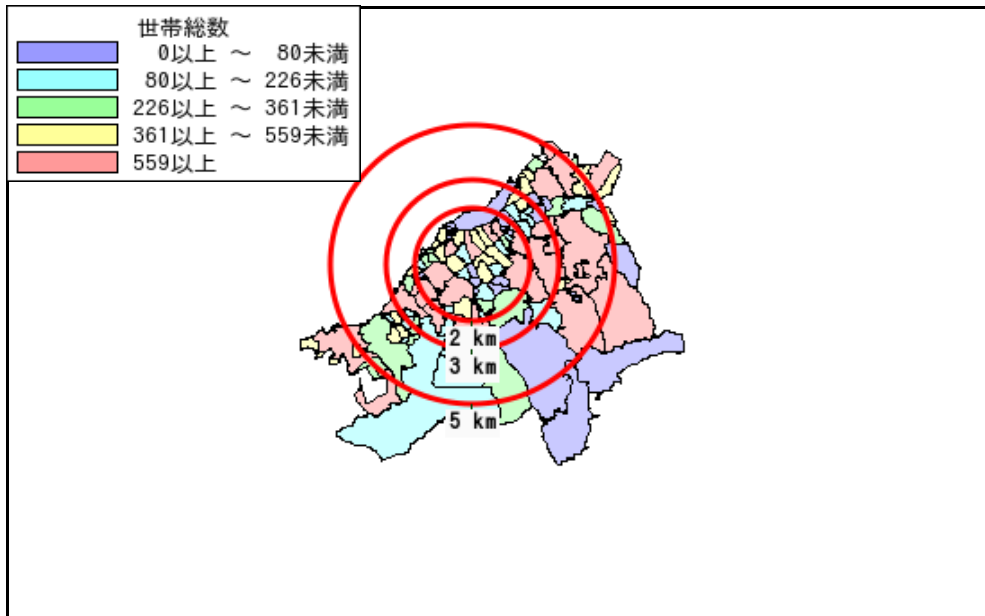 世帯総数
0以上 ～ 80未満
80以上 ～ 226未満
226以上 ～ 361未満
361以上 ～ 559未満
559以上
2 km
3 km
5 km